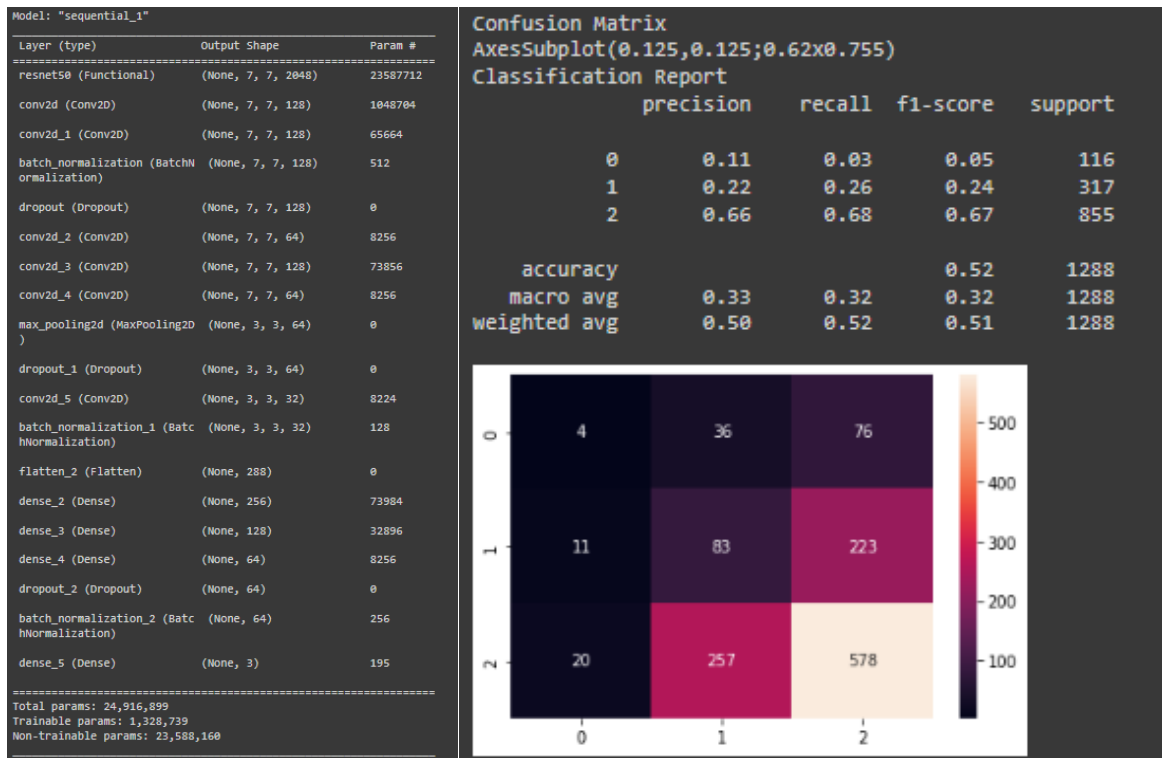 Model: "sequential_1"
Layer (type) Output Shape Param #
resnet50 (Functional) (None, 7, 7, 2048) 23587712
conv2d (Conv2D) (None, 7, 7, 128) 1048704
conv2d_1 (Conv2D) (None, 7, 7, 128) 65664
batch_normalization (BatchN (None, 7, 7, 128) 512
ormalization)
dropout (Dropout) (None, 7, 7, 128) 0
conv2d_2 (Conv2D) (None, 7, 7, 64) 8256
conv2d_3 (Conv2D) (None, 7, 7, 128) 73856
conv2d_4 (Conv2D) (None, 7, 7, 64) 8256
max_pooling2d (MaxPooling2D (None, 3, 3, 64) 0
)
dropout_1 (Dropout) (None, 3, 3, 64) 0
conv2d_5 (Conv2D) (None, 3, 3, 32) 8224
batch_normalization_1 (Batc (None, 3, 3, 32) 128
hNormalization)
flatten_2 (Flatten) (None, 288) 0
dense_2 (Dense) (None, 256) 73984
dense_3 (Dense) (None, 128) 32896
dense_4 (Dense) (None, 64) 8256
dropout_2 (Dropout) (None, 64) 0
batch_normalization_2 (Batc (None, 64) 256
hNormalization)
dense_5 (Dense) (None, 3) 195
Total params: 24,916,899
Trainable params: 1,328,739
Non-trainable params: 23,588,160
Confusion Matrix
AxesSubplot(0.125,0.125;0.62x0.755)
Classification Report
precision recall f1-score support
0 0.11 0.03 0.05 116
1 0.22 0.26 0.24 317
2 0.66 0.68 0.67 855
accuracy 0.52 1288
macro avg 0.33 0.32 0.32 1288
weighted avg 0.50 0.52 0.51 1288
0 4 36 76
1 11 83 223
2 20 257 578
0 1 2
500
400
300
200
100